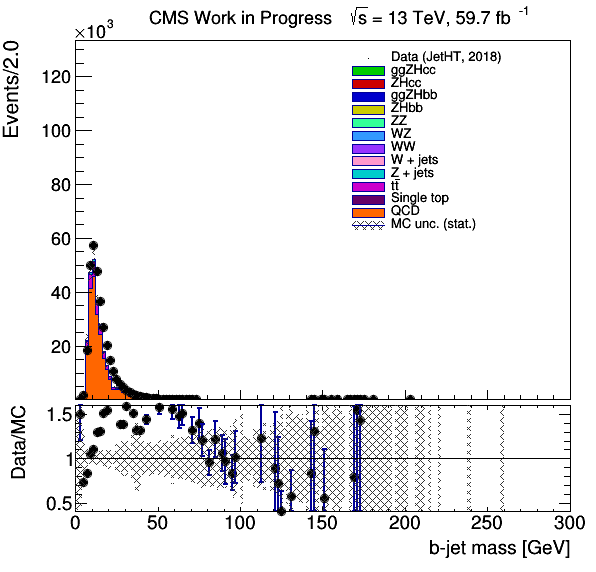 CMS Work in Progress √s = 13 TeV, 59.7 fb⁻¹
×10³
Events/2.0
120
100
80
60
40
20
Data (JetHT, 2018)
ggZHcc
ZHcc
ggZHbb
ZHbb
ZZ
WZ
WW
W + jets
Z + jets
tt̄
Single top
QCD
MC unc. (stat.)
Data/MC
1.5
1
0.5
0 50 100 150 200 250 300
b-jet mass [GeV]